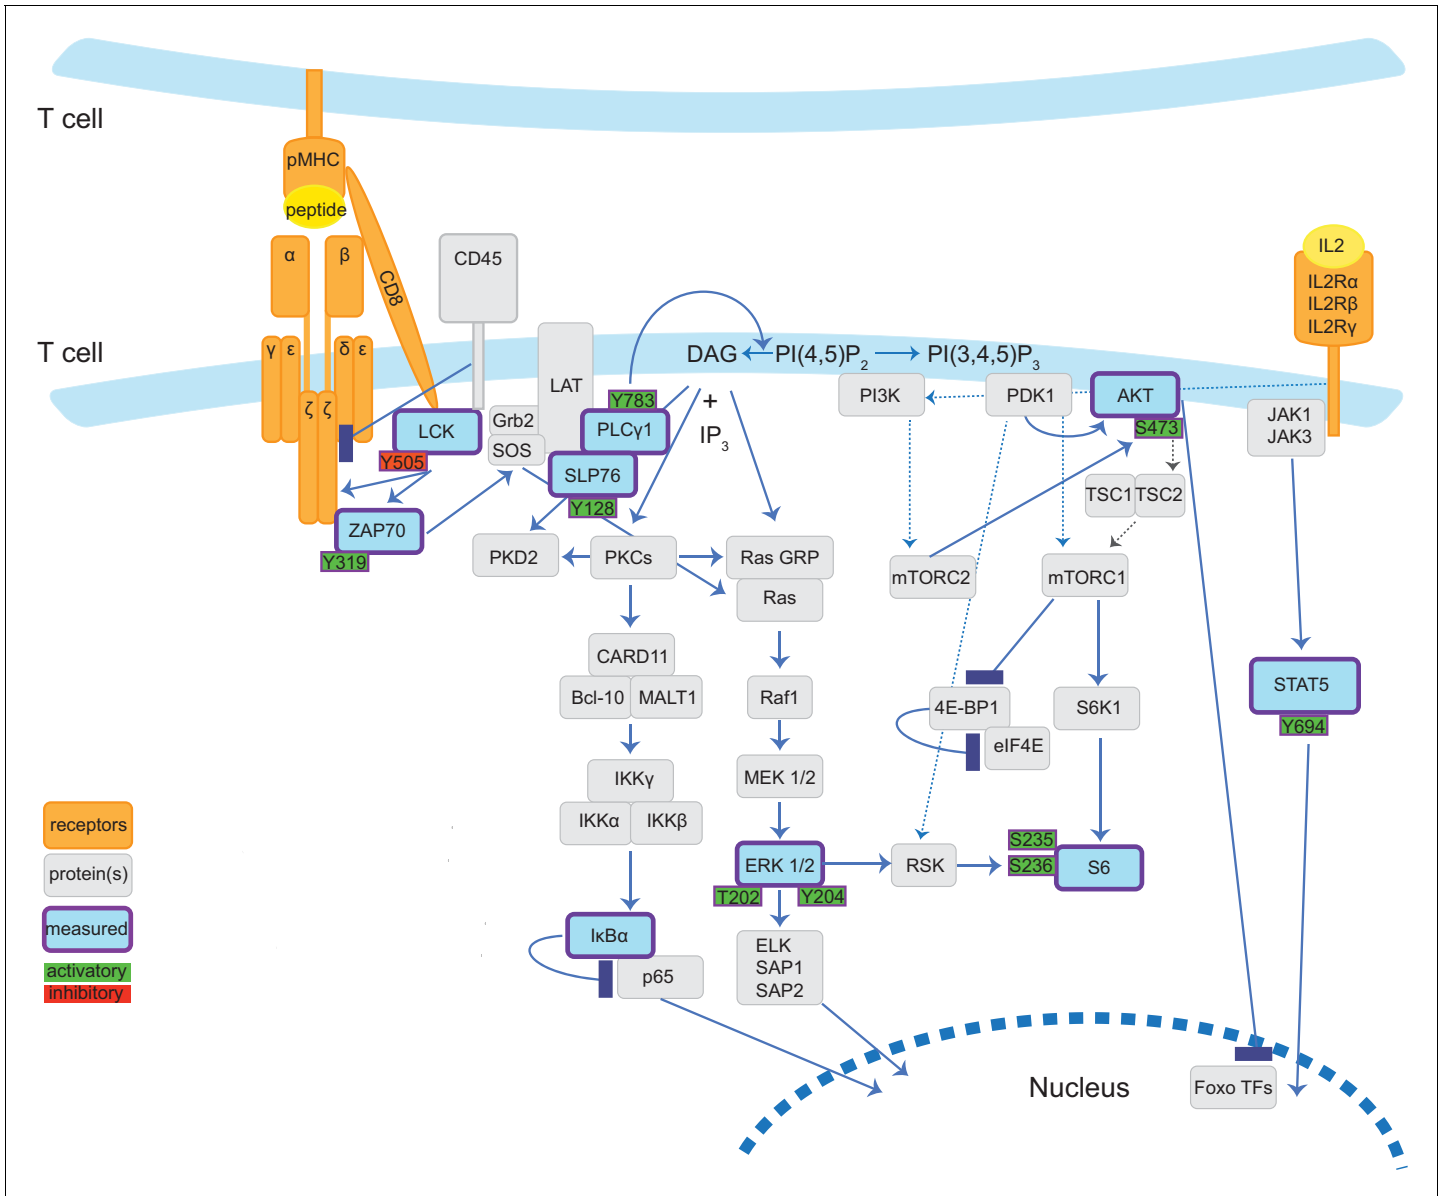 T cell
pMHC
peptide
α
β
CD8
CD45
IL2
IL2Rα
IL2Rβ
IL2Rγ
T cell
γ
ε
δ
ε
ζ
ζ
LAT
DAG
PI(4,5)P2
PI(3,4,5)P3
+
IP3
PI3K
PDK1
AKT
S473
JAK1
JAK3
LCK
Y505
Grb2
SOS
Y783
PLCγ1
SLP76
Y128
TSC1
TSC2
ZAP70
Y319
PKD2
PKCs
Ras GRP
Ras
mTORC2
mTORC1
CARD11
Bcl-10
MALT1
Raf1
4E-BP1
eIF4E
S6K1
STAT5
Y694
IKKγ
IKKα
IKKβ
MEK 1/2
ERK 1/2
T202
Y204
RSK
S235
S236
S6
IκBα
p65
ELK
SAP1
SAP2
Nucleus
Foxo TFs
receptors
protein(s)
measured
activatory
inhibitory